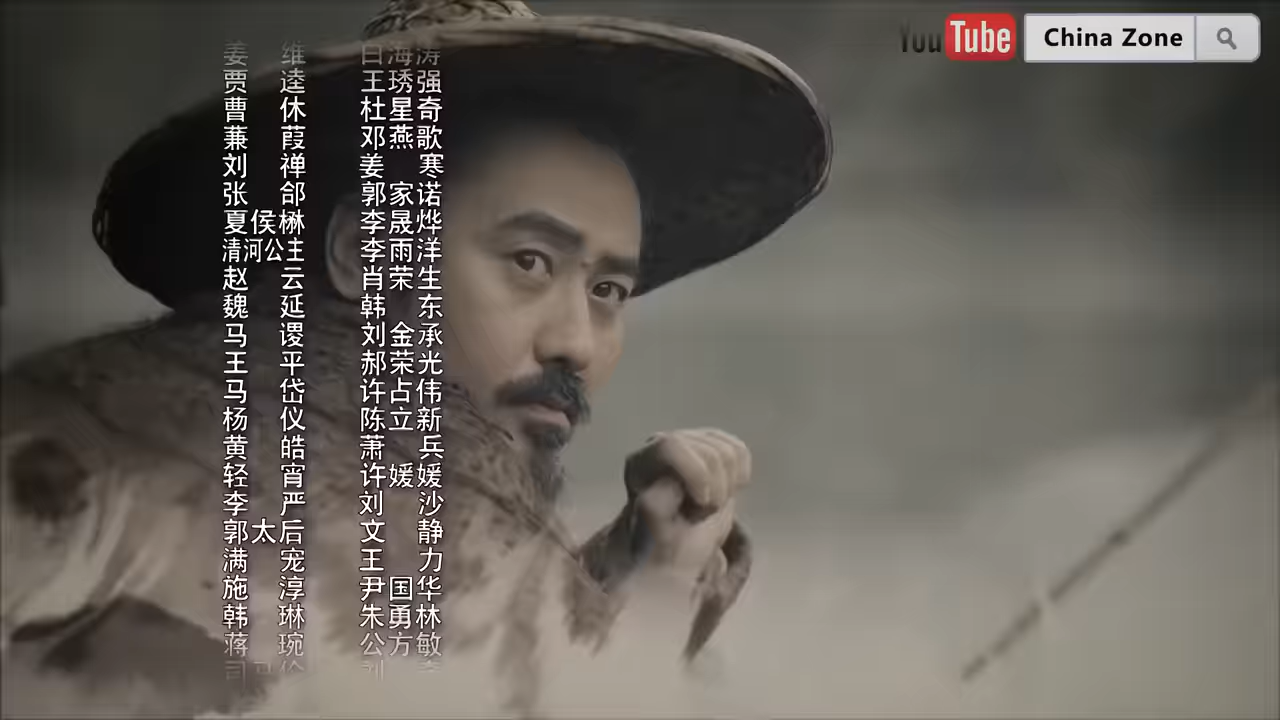 YouTube China Zone
姜维 白海涛
贾逵 王琇强
曹休 杜星奇
蒹葭 邓燕歌
刘禅 姜寒
张郃 郭家诺
夏侯楙 李晟烨
清河公主 李雨洋
赵云 肖荣生
魏延 韩东
马谡 刘金承
王平 郝荣光
马岱 许占伟
杨仪 陈立新
黄皓 萧兵
轻宵 许媛媛
李严 刘沙
郭太后 文静
满宠 王力
施淳 尹国华
韩琳 朱勇林
蒋琬 公方敏